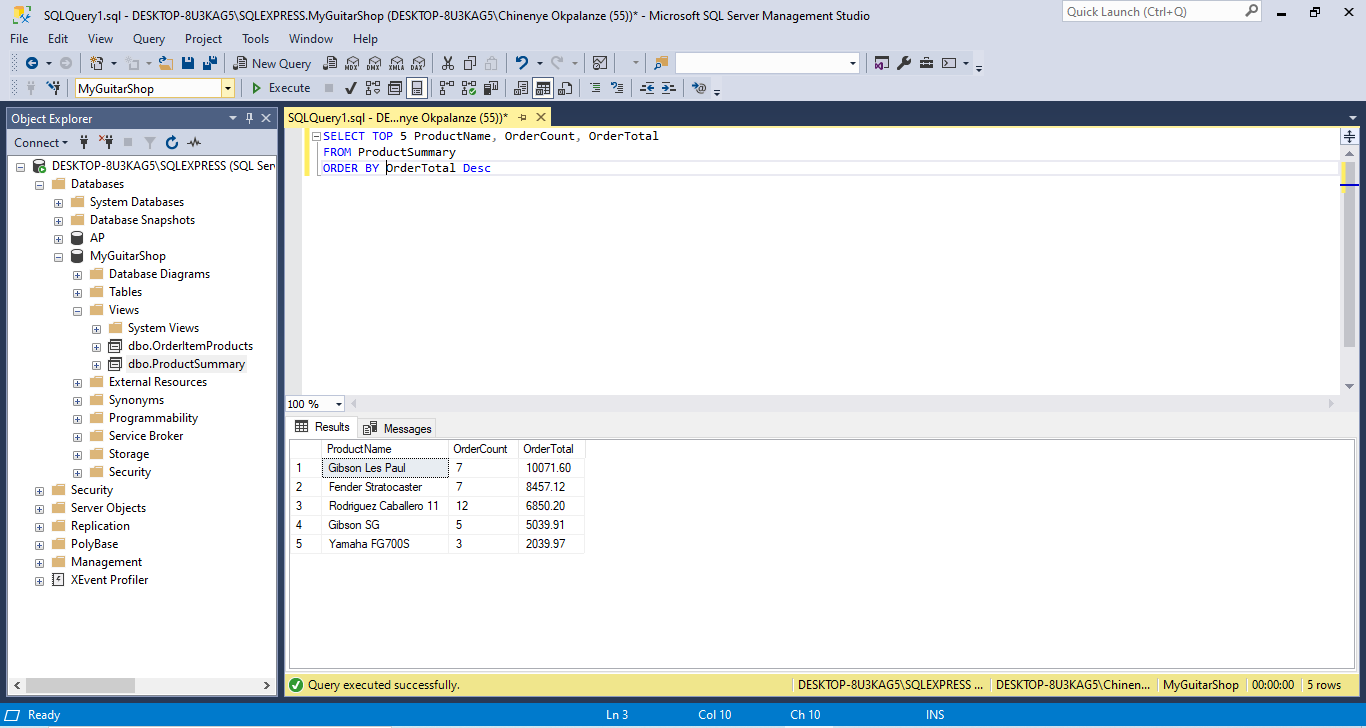 SQLQuery1.sql - DESKTOP-8U3KAG5\SQLEXPRESS.MyGuitarShop (DESKTOP-8U3KAG5\Chinenye Okpalanze (55))* - Microsoft SQL Server Management Studio
Quick Launch (Ctrl+Q)
File Edit View Query Project Tools Window Help
New Query MDX DMX XMLA DAX
MyGuitarShop Execute
Object Explorer
Connect
DESKTOP-8U3KAG5\SQLEXPRESS (SQL Ser
Databases
System Databases
Database Snapshots
AP
MyGuitarShop
Database Diagrams
Tables
Views
System Views
dbo.OrderItemProducts
dbo.ProductSummary
External Resources
Synonyms
Programmability
Service Broker
Storage
Security
Security
Server Objects
Replication
PolyBase
Management
XEvent Profiler
SQLQuery1.sql - DE...nye Okpalanze (55))*
SELECT TOP 5 ProductName, OrderCount, OrderTotal
FROM ProductSummary
ORDER BY OrderTotal Desc
100 %
Results Messages
ProductName OrderCount OrderTotal
1 Gibson Les Paul 7 10071.60
2 Fender Stratocaster 7 8457.12
3 Rodriguez Caballero 11 12 6850.20
4 Gibson SG 5 5039.91
5 Yamaha FG700S 3 2039.97
Query executed successfully. DESKTOP-8U3KAG5\SQLEXPRESS ... DESKTOP-8U3KAG5\Chinen... MyGuitarShop 00:00:00 5 rows
Ready Ln 3 Col 10 Ch 10 INS